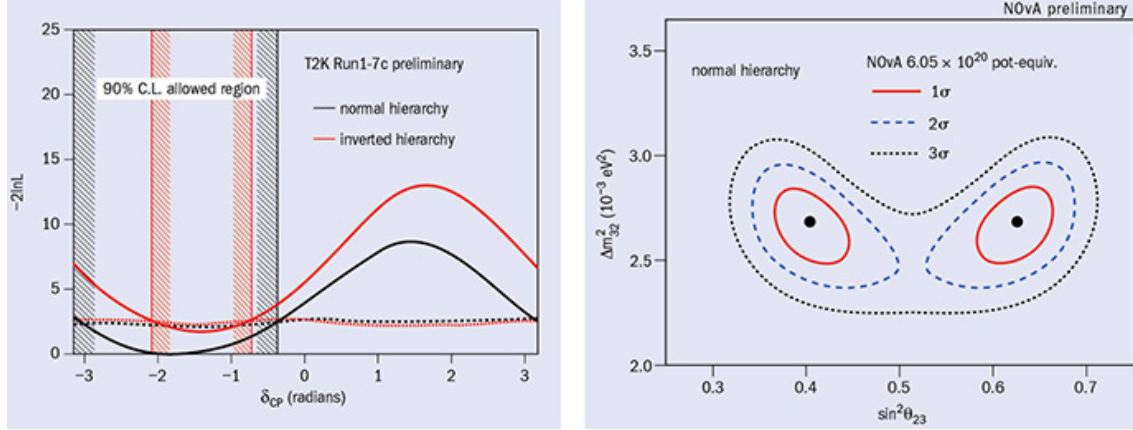 25
20
15
10
5
0
−2lnL
90% C.L. allowed region
T2K Run1-7c preliminary
normal hierarchy
inverted hierarchy
−3 −2 −1 0 1 2 3
δCP (radians)
NOvA preliminary
3.5
3.0
2.5
2.0
Δm²32 (10⁻³ eV²)
normal hierarchy
NOvA 6.05 × 10²⁰ pot-equiv.
1σ
2σ
3σ
0.3 0.4 0.5 0.6 0.7
sin²θ23